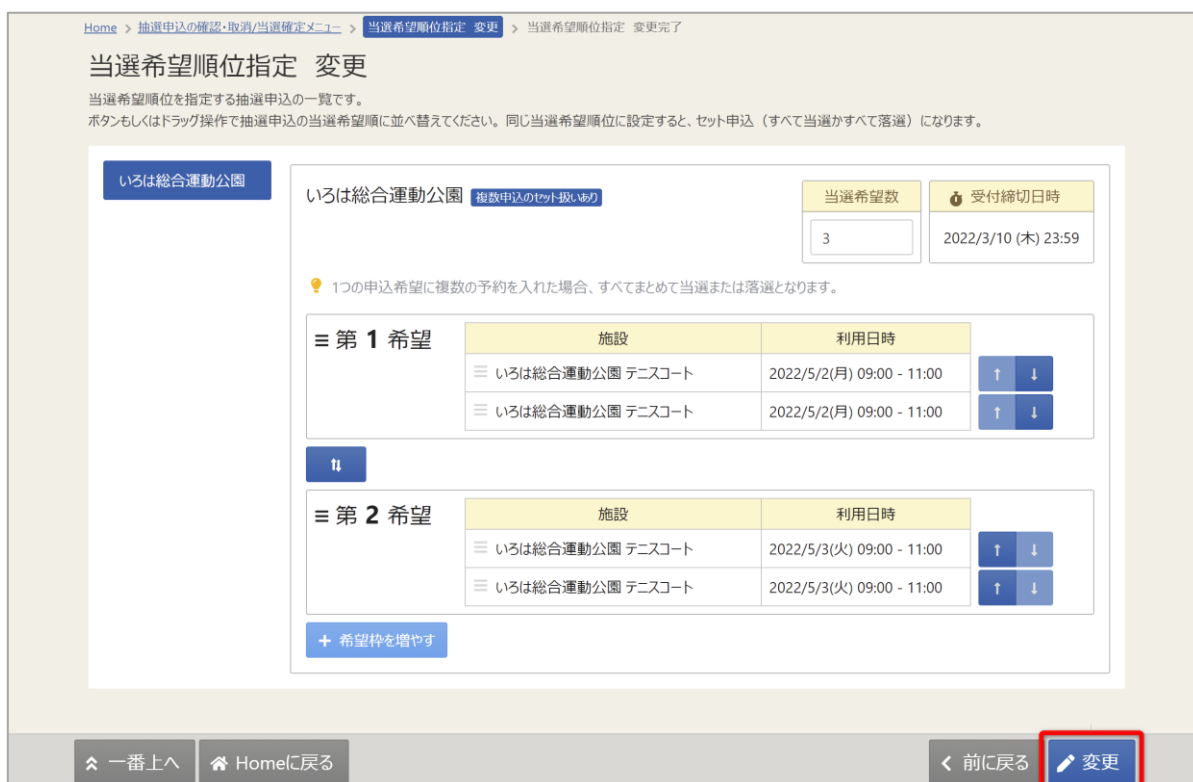 Home > 抽選申込の確認・取消/当選確定メニュー > 当選希望順位指定 変更 > 当選希望順位指定 変更完了
当選希望順位指定 変更
当選希望順位を指定する抽選申込の一覧です。
ボタンもしくはドラッグ操作で抽選申込の当選希望順に並べ替えてください。同じ当選希望順位に設定すると、セット申込（すべて当選かすべて落選）になります。
いろは総合運動公園
いろは総合運動公園 複数申込のセット扱いあり
当選希望数
3
受付締切日時
2022/3/10 (木) 23:59
1つの申込希望に複数の予約を入れた場合、すべてまとめて当選または落選となります。
第 1 希望
施設 利用日時
いろは総合運動公園 テニスコート 2022/5/2(月) 09:00 - 11:00 ↑ ↓
いろは総合運動公園 テニスコート 2022/5/2(月) 09:00 - 11:00 ↑ ↓
第 2 希望
施設 利用日時
いろは総合運動公園 テニスコート 2022/5/3(火) 09:00 - 11:00 ↑ ↓
いろは総合運動公園 テニスコート 2022/5/3(火) 09:00 - 11:00 ↑ ↓
+ 希望枠を増やす
一番上へ Homeに戻る < 前に戻る 変更